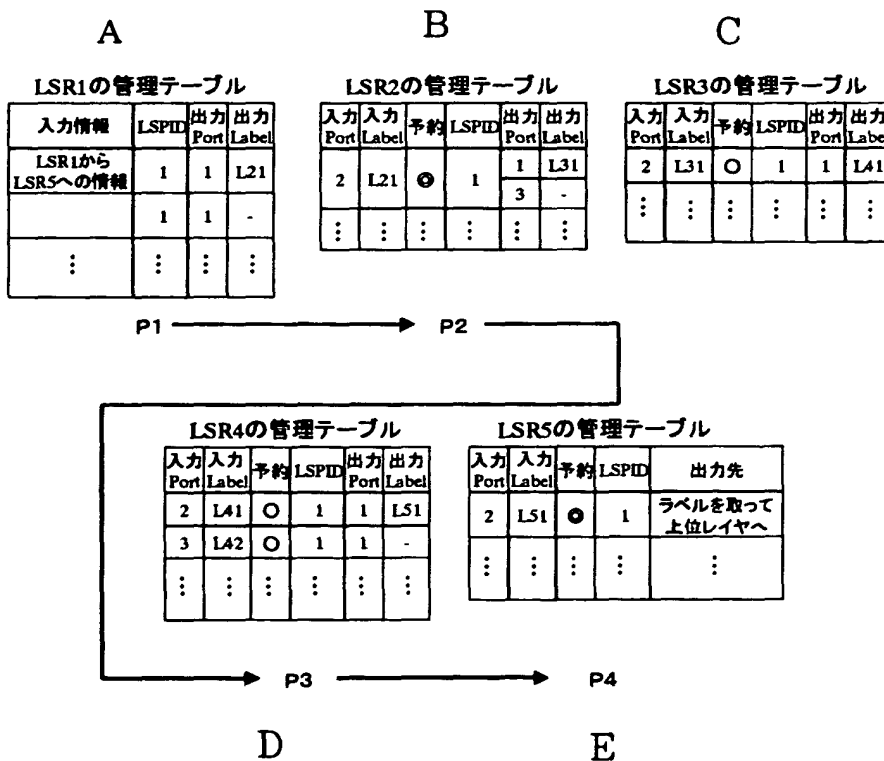 A
B
C
LSR1の管理テーブル
入力情報 LSPID 出力Port 出力Label
LSR1から
LSR5への情報 1 1 L21
1 1 -
⋮ ⋮ ⋮ ⋮
LSR2の管理テーブル
入力Port 入力Label 予約 LSPID 出力Port 出力Label
2 L21 ◎ 1 1 L31
3 -
⋮ ⋮ ⋮ ⋮ ⋮ ⋮
LSR3の管理テーブル
入力Port 入力Label 予約 LSPID 出力Port 出力Label
2 L31 ○ 1 1 L41
⋮ ⋮ ⋮ ⋮ ⋮ ⋮
P1
P2
LSR4の管理テーブル
入力Port 入力Label 予約 LSPID 出力Port 出力Label
2 L41 ○ 1 1 L51
3 L42 ○ 1 1 -
⋮ ⋮ ⋮ ⋮ ⋮ ⋮
LSR5の管理テーブル
入力Port 入力Label 予約 LSPID 出力先
2 L51 ◎ 1 ラベルを取って
上位レイヤへ
⋮ ⋮ ⋮ ⋮ ⋮
P3
P4
D
E